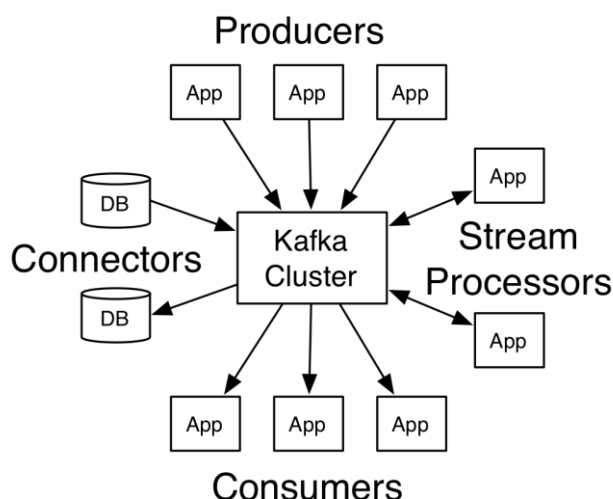 Producers
App
App
App
App
DB
Kafka
Cluster
Stream
Processors
Connectors
DB
App
App
App
App
Consumers